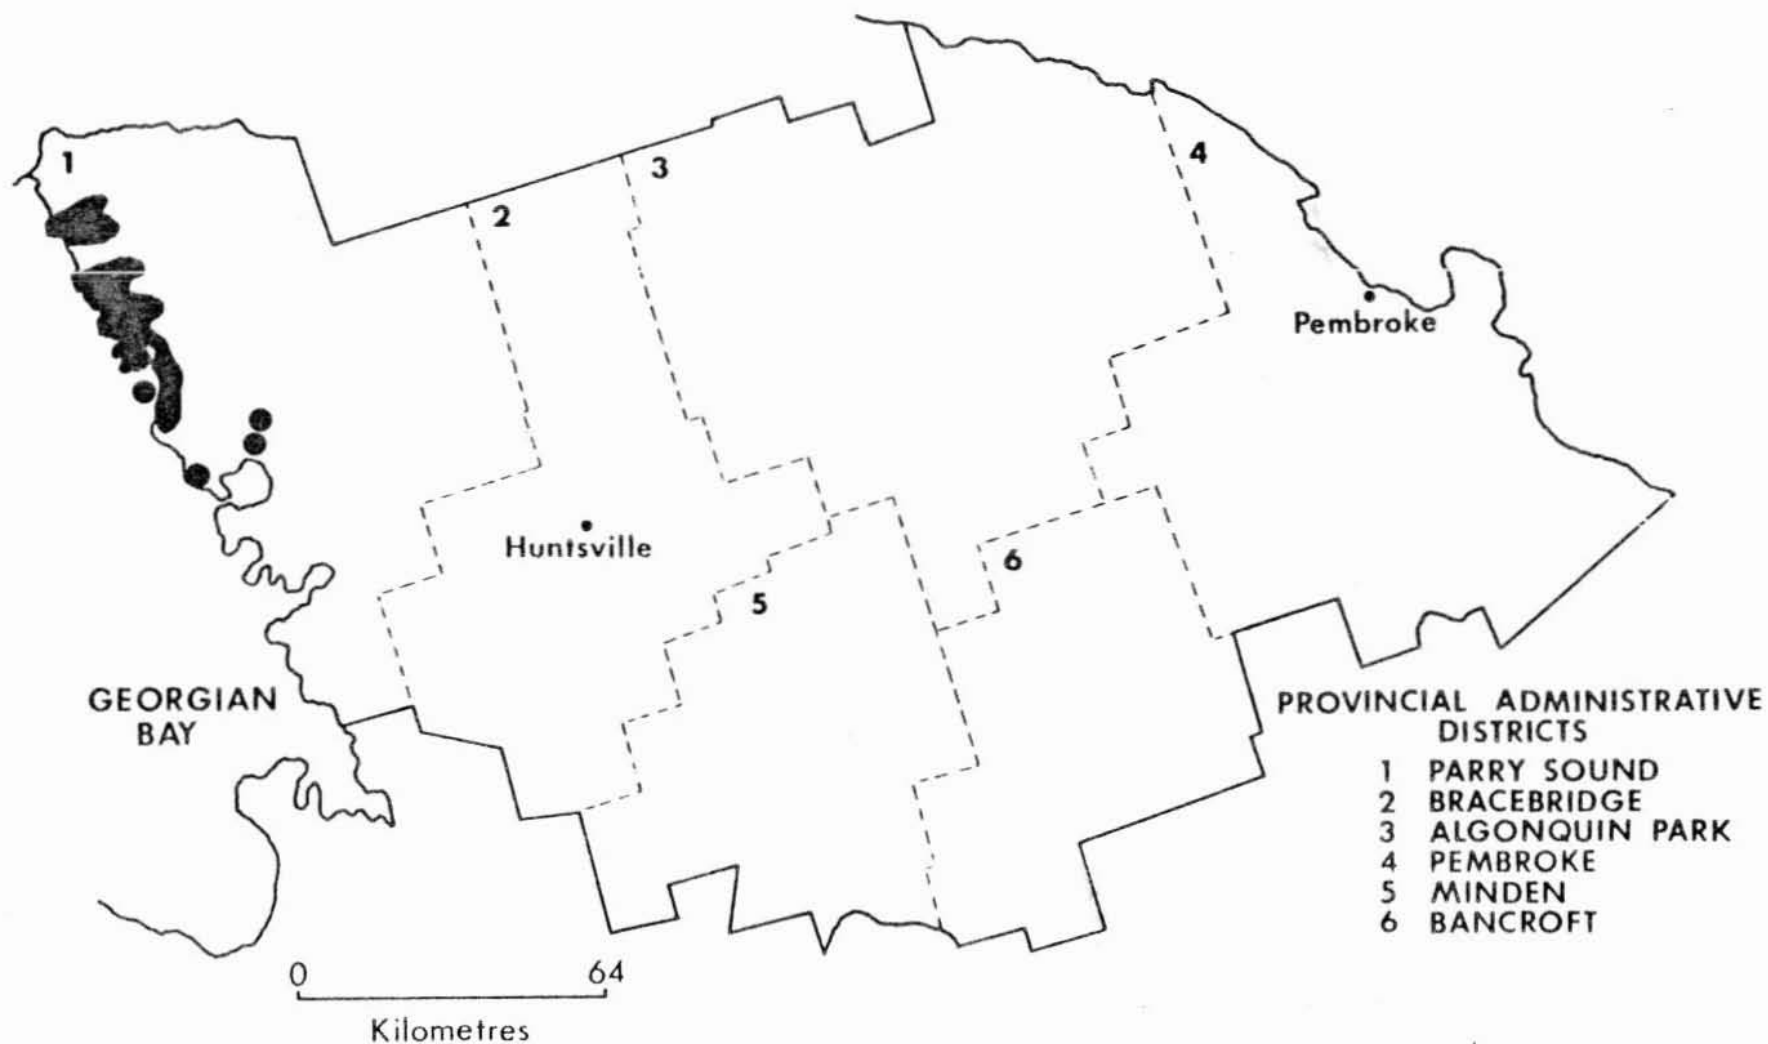 1
2
3
4
Pembroke
Huntsville
5
6
GEORGIAN
BAY
PROVINCIAL ADMINISTRATIVE
DISTRICTS
1 PARRY SOUND
2 BRACEBRIDGE
3 ALGONQUIN PARK
4 PEMBROKE
5 MINDEN
6 BANCROFT
0 64
Kilometres